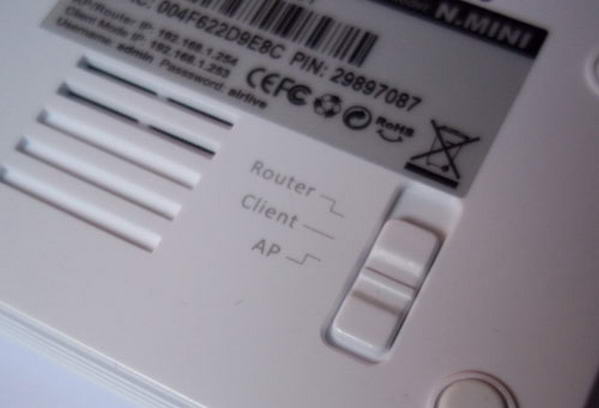 N.MINI
C: 004F622D9E8C PIN: 29897087
AP/Router IP: 192.168.1.254
Client Mode IP: 192.168.1.253
Username: admin Password: airlive
CE FC RoHS
Router
Client
AP